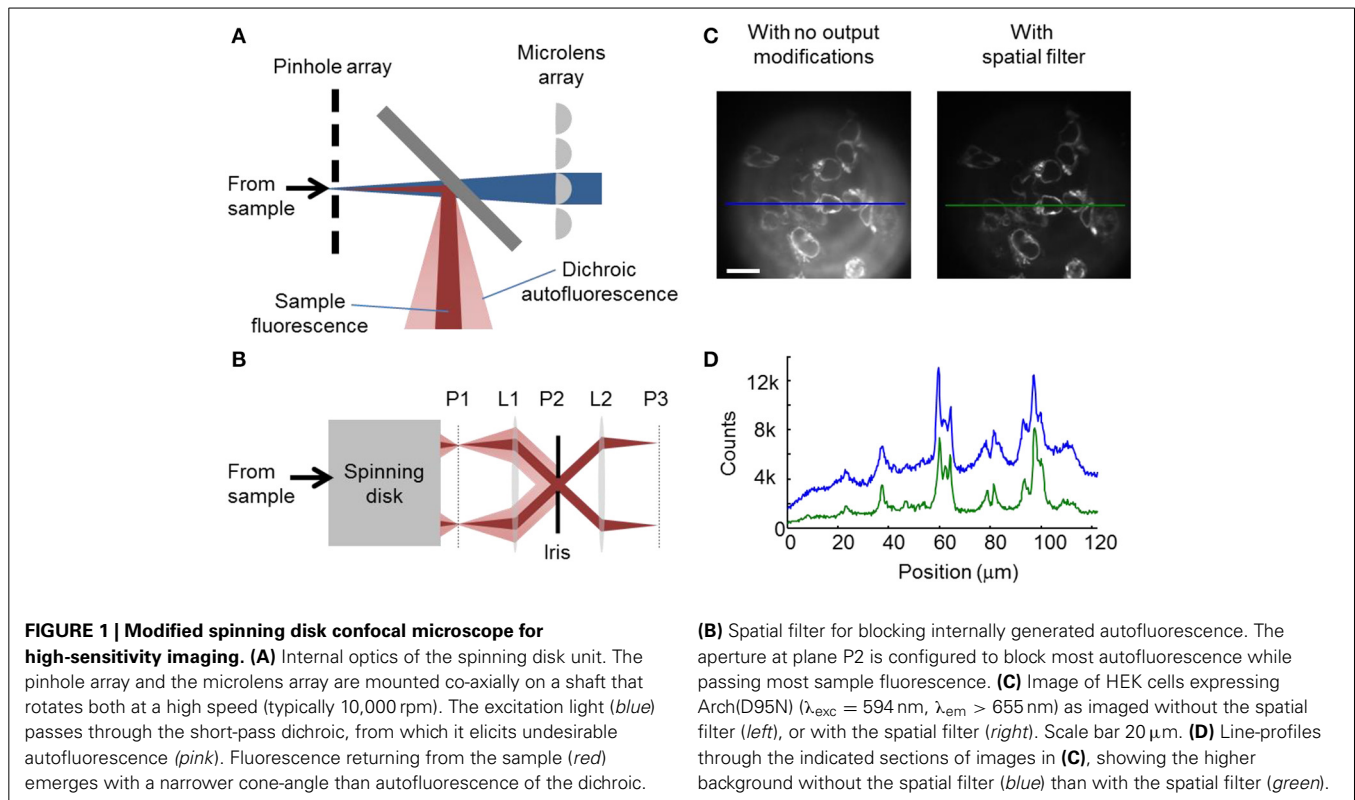 A
Pinhole array
Microlens
array
From
sample
Sample
fluorescence
Dichroic
autofluorescence
B
P1 L1 P2 L2 P3
From
sample
Spinning
disk
Iris
C
With no output
modifications
With
spatial filter
D
12k
8k
4k
0
Counts
0 20 40 60 80 100 120
Position (μm)
FIGURE 1 | Modified spinning disk confocal microscope for
high-sensitivity imaging. (A) Internal optics of the spinning disk unit. The
pinhole array and the microlens array are mounted co-axially on a shaft that
rotates both at a high speed (typically 10,000 rpm). The excitation light (blue)
passes through the short-pass dichroic, from which it elicits undesirable
autofluorescence (pink). Fluorescence returning from the sample (red)
emerges with a narrower cone-angle than autofluorescence of the dichroic.
(B) Spatial filter for blocking internally generated autofluorescence. The
aperture at plane P2 is configured to block most autofluorescence while
passing most sample fluorescence. (C) Image of HEK cells expressing
Arch(D95N) (λexc = 594 nm, λem > 655 nm) as imaged without the spatial
filter (left), or with the spatial filter (right). Scale bar 20 μm. (D) Line-profiles
through the indicated sections of images in (C), showing the higher
background without the spatial filter (blue) than with the spatial filter (green).